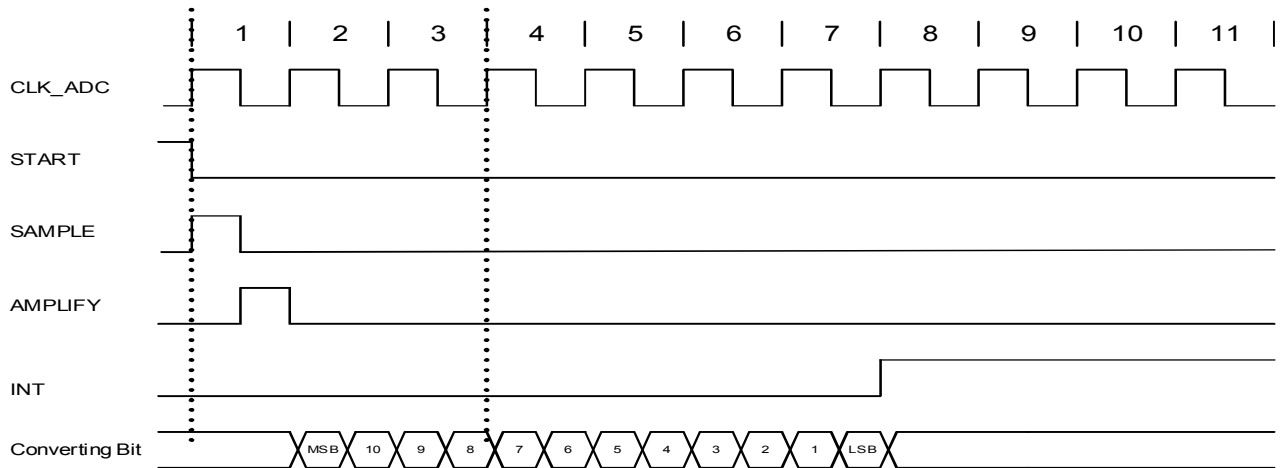 1 2 3 4 5 6 7 8 9 10 11
CLK_ADC
START
SAMPLE
AMPLIFY
INT
Converting Bit MSB 10 9 8 7 6 5 4 3 2 1 LSB